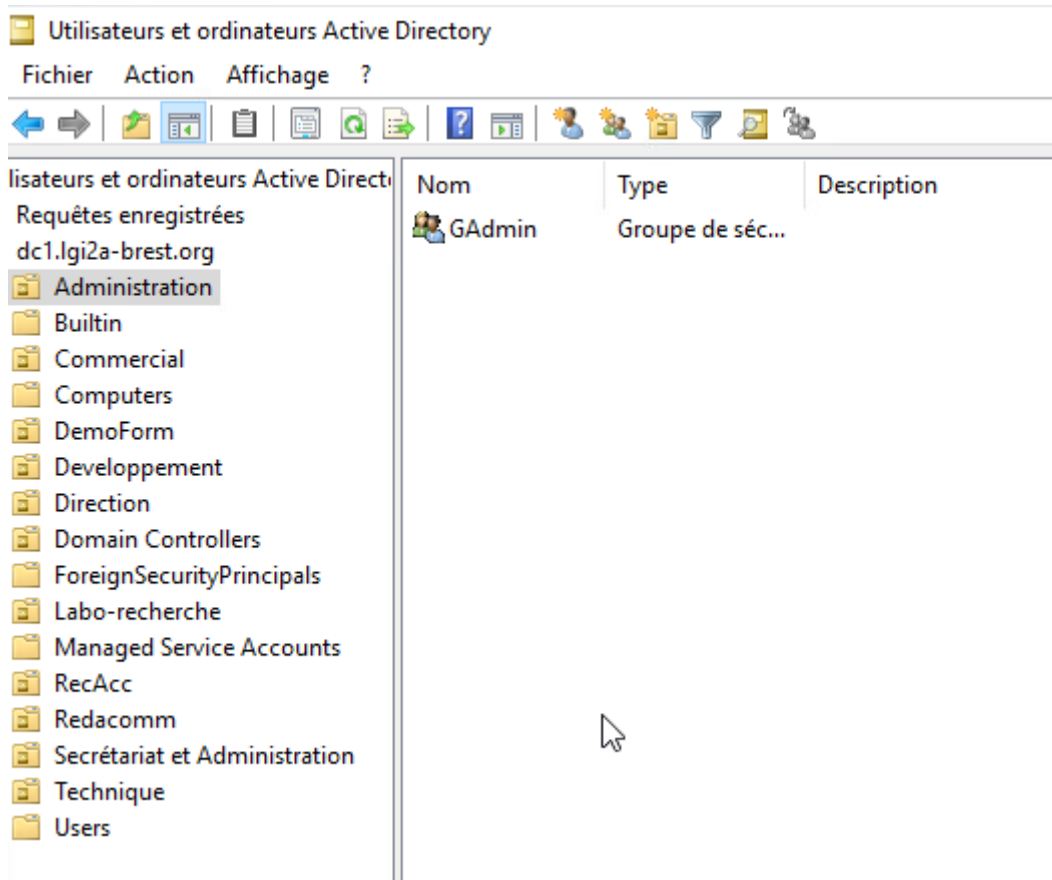 Utilisateurs et ordinateurs Active Directory
Fichier Action Affichage ?
lisateurs et ordinateurs Active Direct
Requêtes enregistrées
dc1.lgi2a-brest.org
Administration
Builtin
Commercial
Computers
DemoForm
Developpement
Direction
Domain Controllers
ForeignSecurityPrincipals
Labo-recherche
Managed Service Accounts
RecAcc
Redacomm
Secrétariat et Administration
Technique
Users
Nom Type Description
GAdmin Groupe de séc...